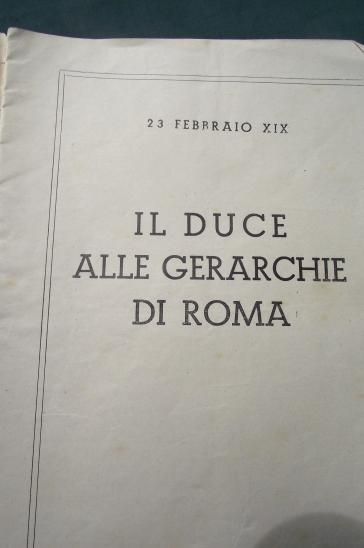 23 FEBBRAIO XIX
IL DUCE
ALLE GERARCHIE
DI ROMA